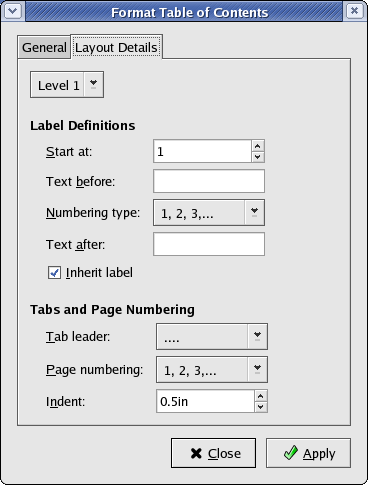 Format Table of Contents
General Layout Details
Level 1
Label Definitions
Start at: 1
Text before:
Numbering type: 1, 2, 3,...
Text after:
Inherit label
Tabs and Page Numbering
Tab leader: ....
Page numbering: 1, 2, 3,...
Indent: 0.5in
Close Apply